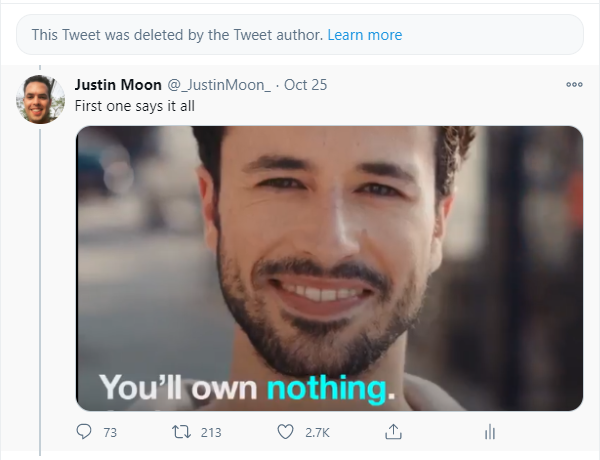 This Tweet was deleted by the Tweet author. Learn more
Justin Moon @_JustinMoon_ · Oct 25
First one says it all
You'll own nothing.
73 213 2.7K